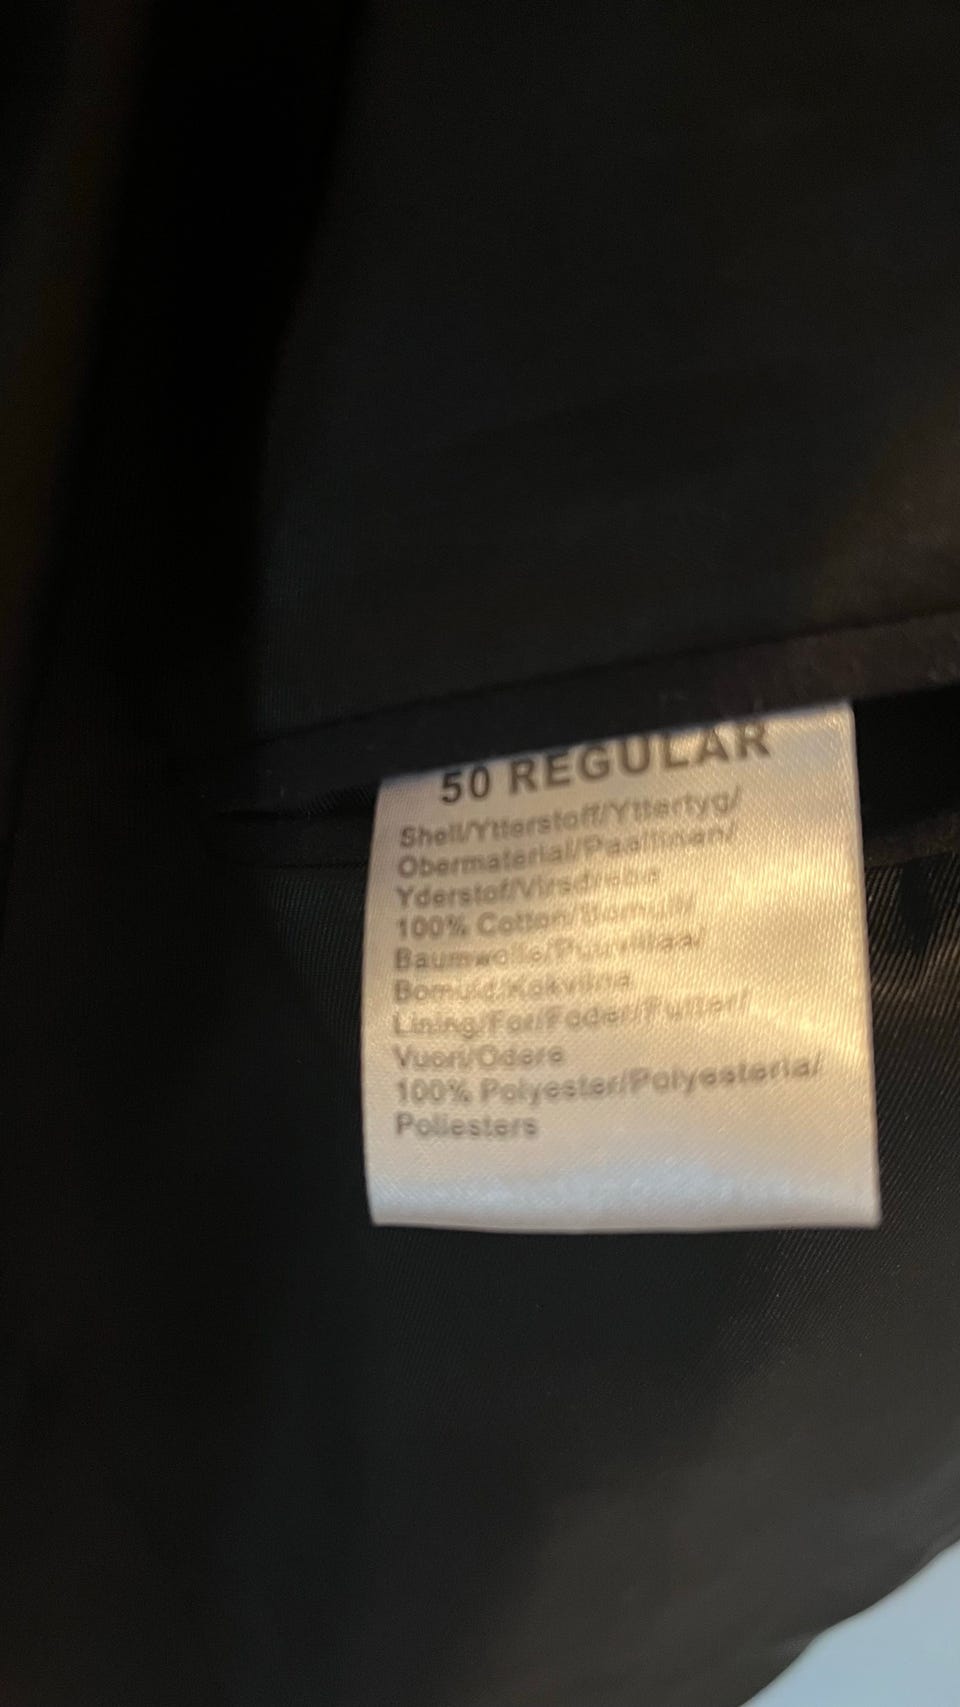 50 REGULAR
Shell/Ytterstoff/Yttertyg/
Obermaterial/Paallinen/
Yderstof/Virsdrebe
100% Cotton/Bomull/
Baumwolle/Puuvillaa/
Bomuld/Kokvilna
Lining/For/Foder/Futter/
Vuori/Odere
100% Polyester/Polyesteria/
Poliesters